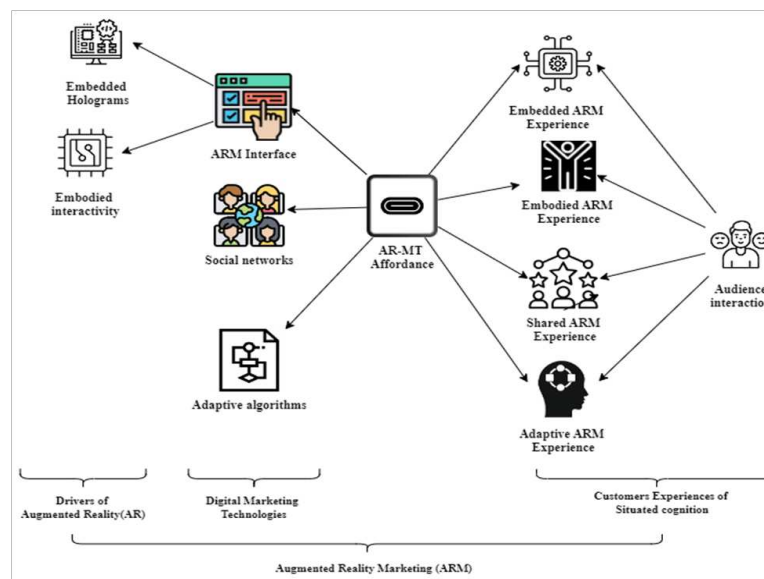 Embedded
Holograms
Embodied
interactivity
ARM Interface
Social networks
Adaptive algorithms
AR-MT
Affordance
Embedded ARM
Experience
Embodied ARM
Experience
Shared ARM
Experience
Adaptive ARM
Experience
Audience
interaction
Drivers of
Augmented Reality(AR)
Digital Marketing
Technologies
Customers Experiences of
Situated cognition
Augmented Reality Marketing (ARM)